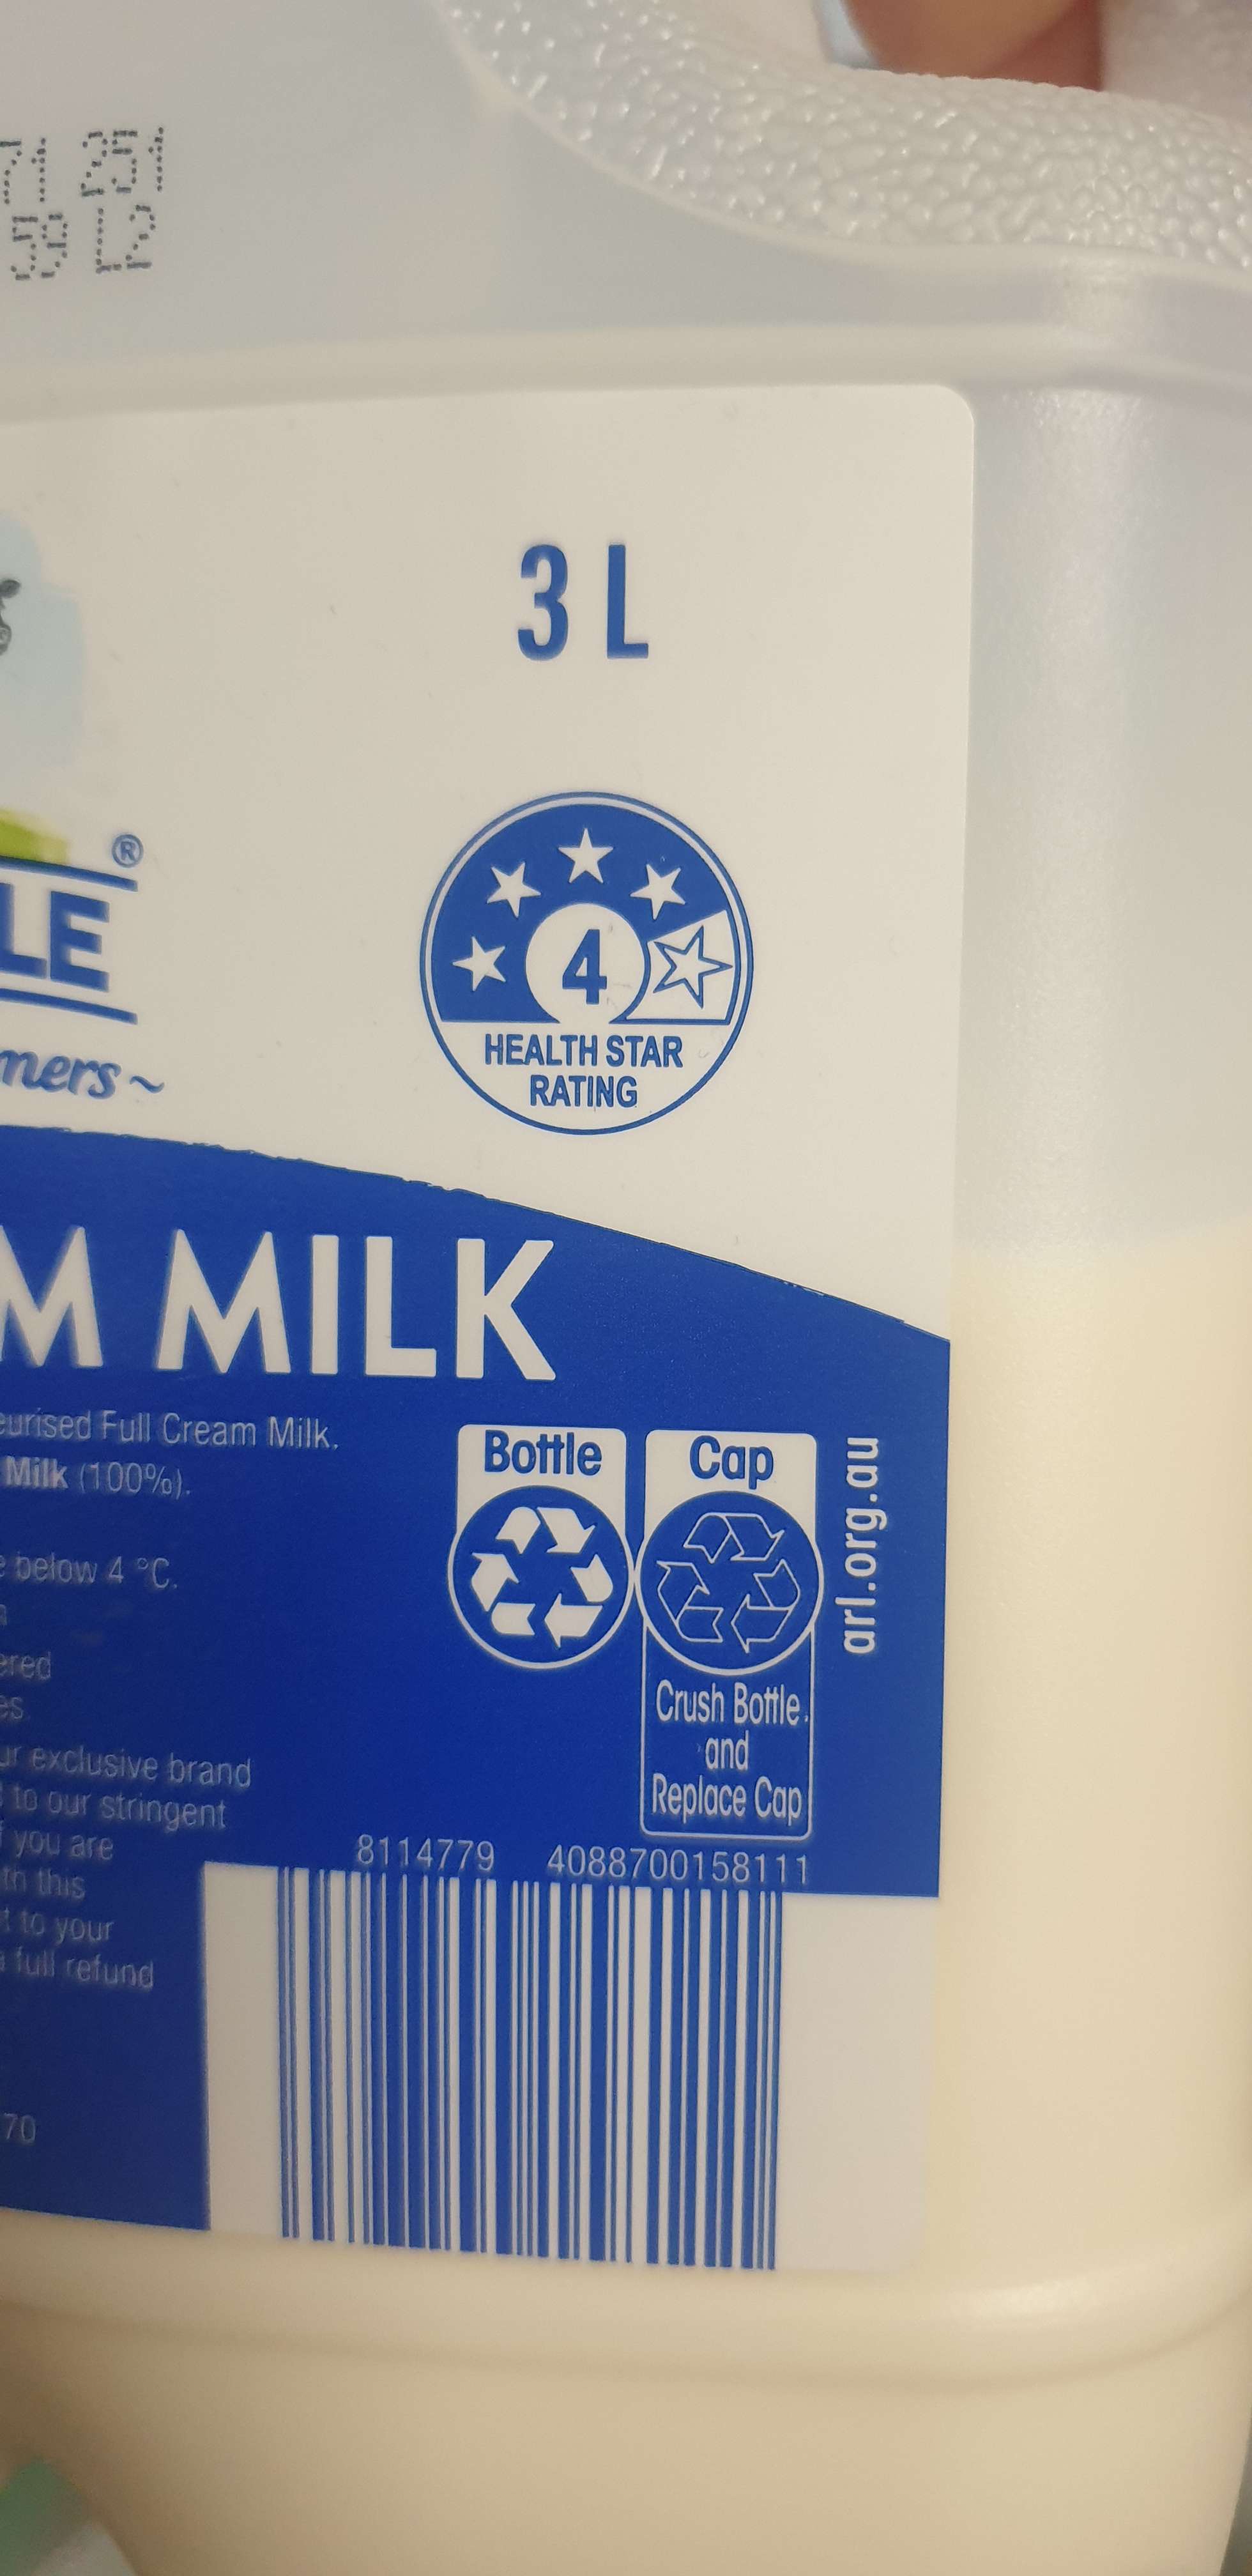 71 251
59 L2
3 L
®
LE
mers~
4
HEALTH STAR
RATING
M MILK
eurised Full Cream Milk.
Milk (100%).
below 4 °C.
ered
es.
ur exclusive brand
to our stringent
you are
th this
t to your
full refund
70
Bottle
Cap
Crush Bottle
and
Replace Cap
arl.org.au
8114779 4088700158111